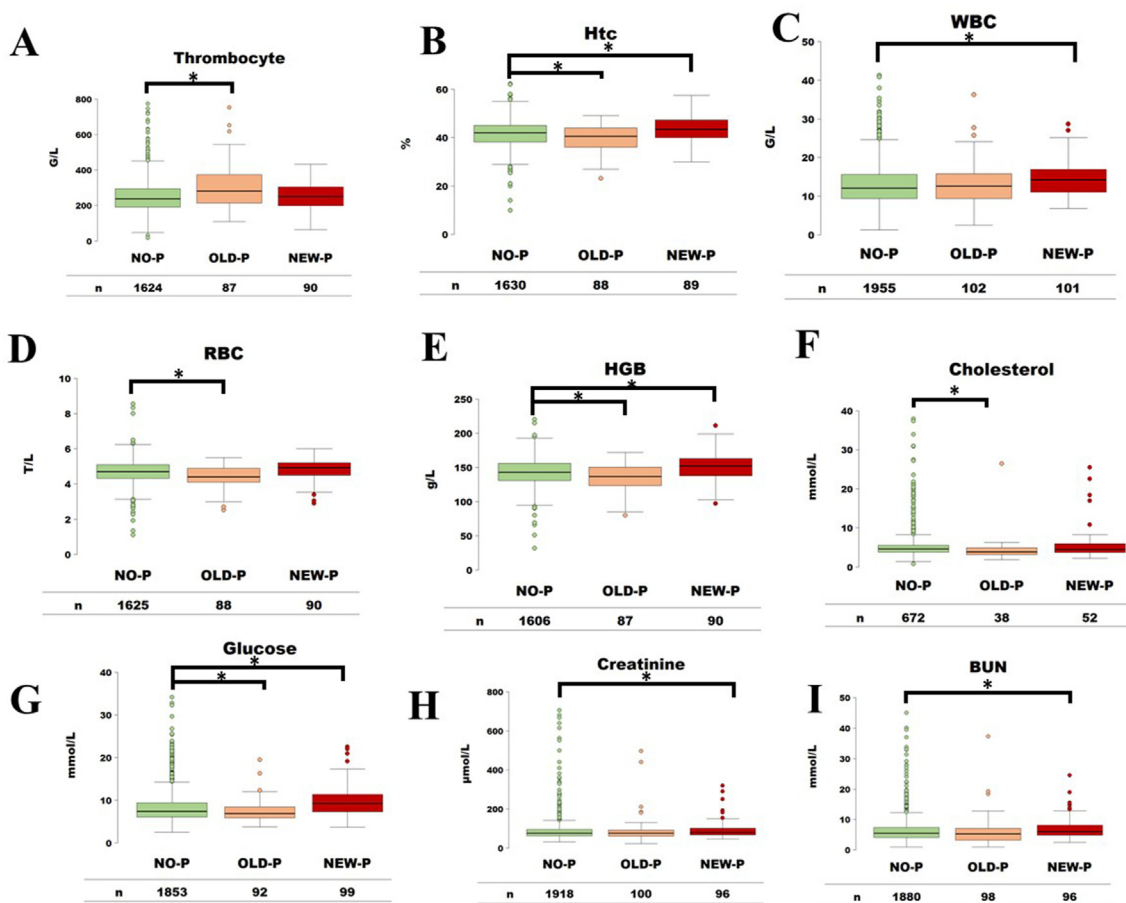 A
Thrombocyte
*
G/L
800
600
400
200
0
NO-P OLD-P NEW-P
n 1624 87 90
B
Htc
*
*
%
60
40
20
0
NO-P OLD-P NEW-P
n 1630 88 89
C
WBC
*
G/L
50
40
30
20
10
0
NO-P OLD-P NEW-P
n 1955 102 101
D
RBC
*
T/L
10
8
6
4
2
0
NO-P OLD-P NEW-P
n 1625 88 90
E
HGB
*
*
g/L
250
200
150
100
50
0
NO-P OLD-P NEW-P
n 1606 87 90
F
Cholesterol
*
mmol/L
40
30
20
10
0
NO-P OLD-P NEW-P
n 672 38 52
G
Glucose
*
*
mmol/L
40
30
20
10
0
NO-P OLD-P NEW-P
n 1853 92 99
H
Creatinine
*
µmol/L
800
600
400
200
0
NO-P OLD-P NEW-P
n 1918 100 96
I
BUN
*
mmol/L
50
40
30
20
10
0
NO-P OLD-P NEW-P
n 1880 98 96